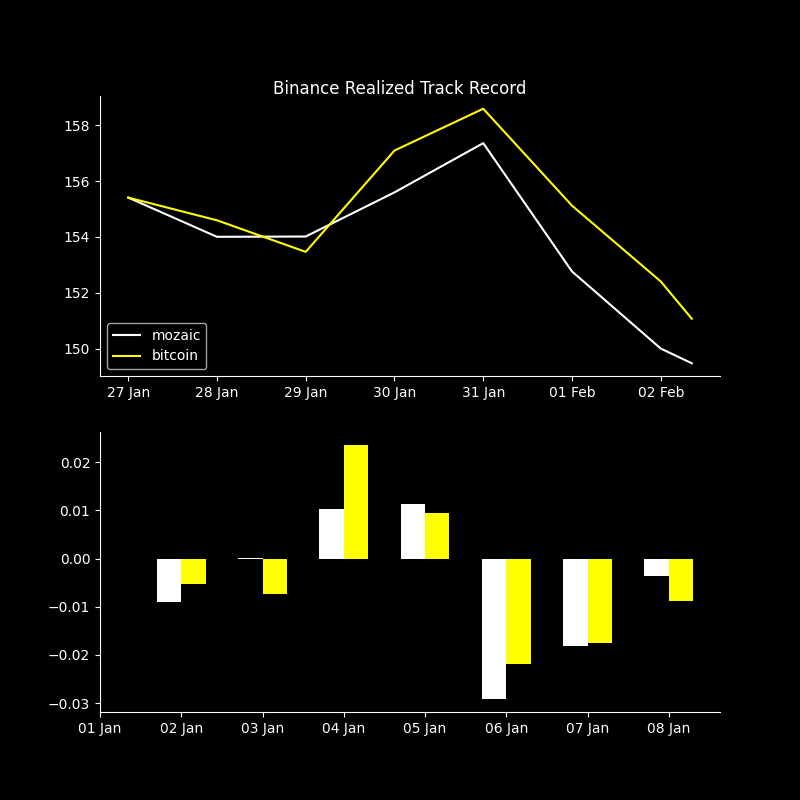 Binance Realized Track Record
158
156
154
152
150
mozaic
bitcoin
27 Jan 28 Jan 29 Jan 30 Jan 31 Jan 01 Feb 02 Feb
0.02
0.01
0.00
−0.01
−0.02
−0.03
01 Jan 02 Jan 03 Jan 04 Jan 05 Jan 06 Jan 07 Jan 08 Jan